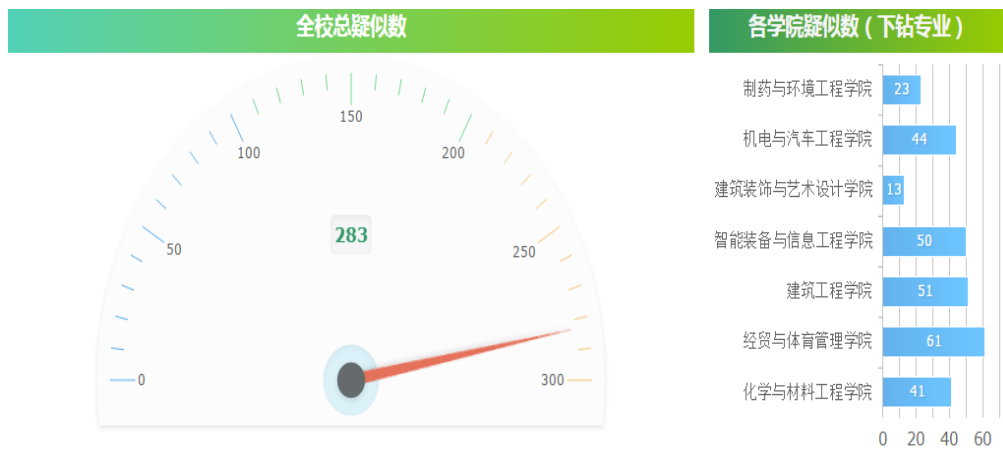 全校总疑似数
0
50
100
150
200
250
300
283
各学院疑似数（下钻专业）
制药与环境工程学院 23
机电与汽车工程学院 44
建筑装饰与艺术设计学院 13
智能装备与信息工程学院 50
建筑工程学院 51
经贸与体育管理学院 61
化学与材料工程学院 41
0 20 40 60